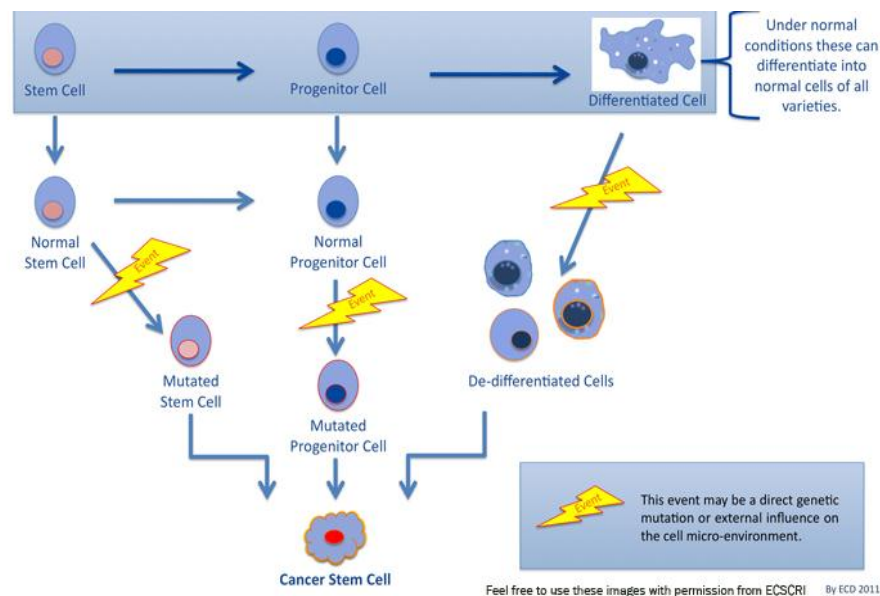 Stem Cell
Progenitor Cell
Differentiated Cell
Under normal
conditions these can
differentiate into
normal cells of all
varieties.
Normal
Stem Cell
Normal
Progenitor Cell
Event
Event
Event
Mutated
Stem Cell
Mutated
Progenitor Cell
De-differentiated Cells
Cancer Stem Cell
Event
This event may be a direct genetic
mutation or external influence on
the cell micro-environment.
Feel free to use these images with permission from ECSCRI
By ECD 2011